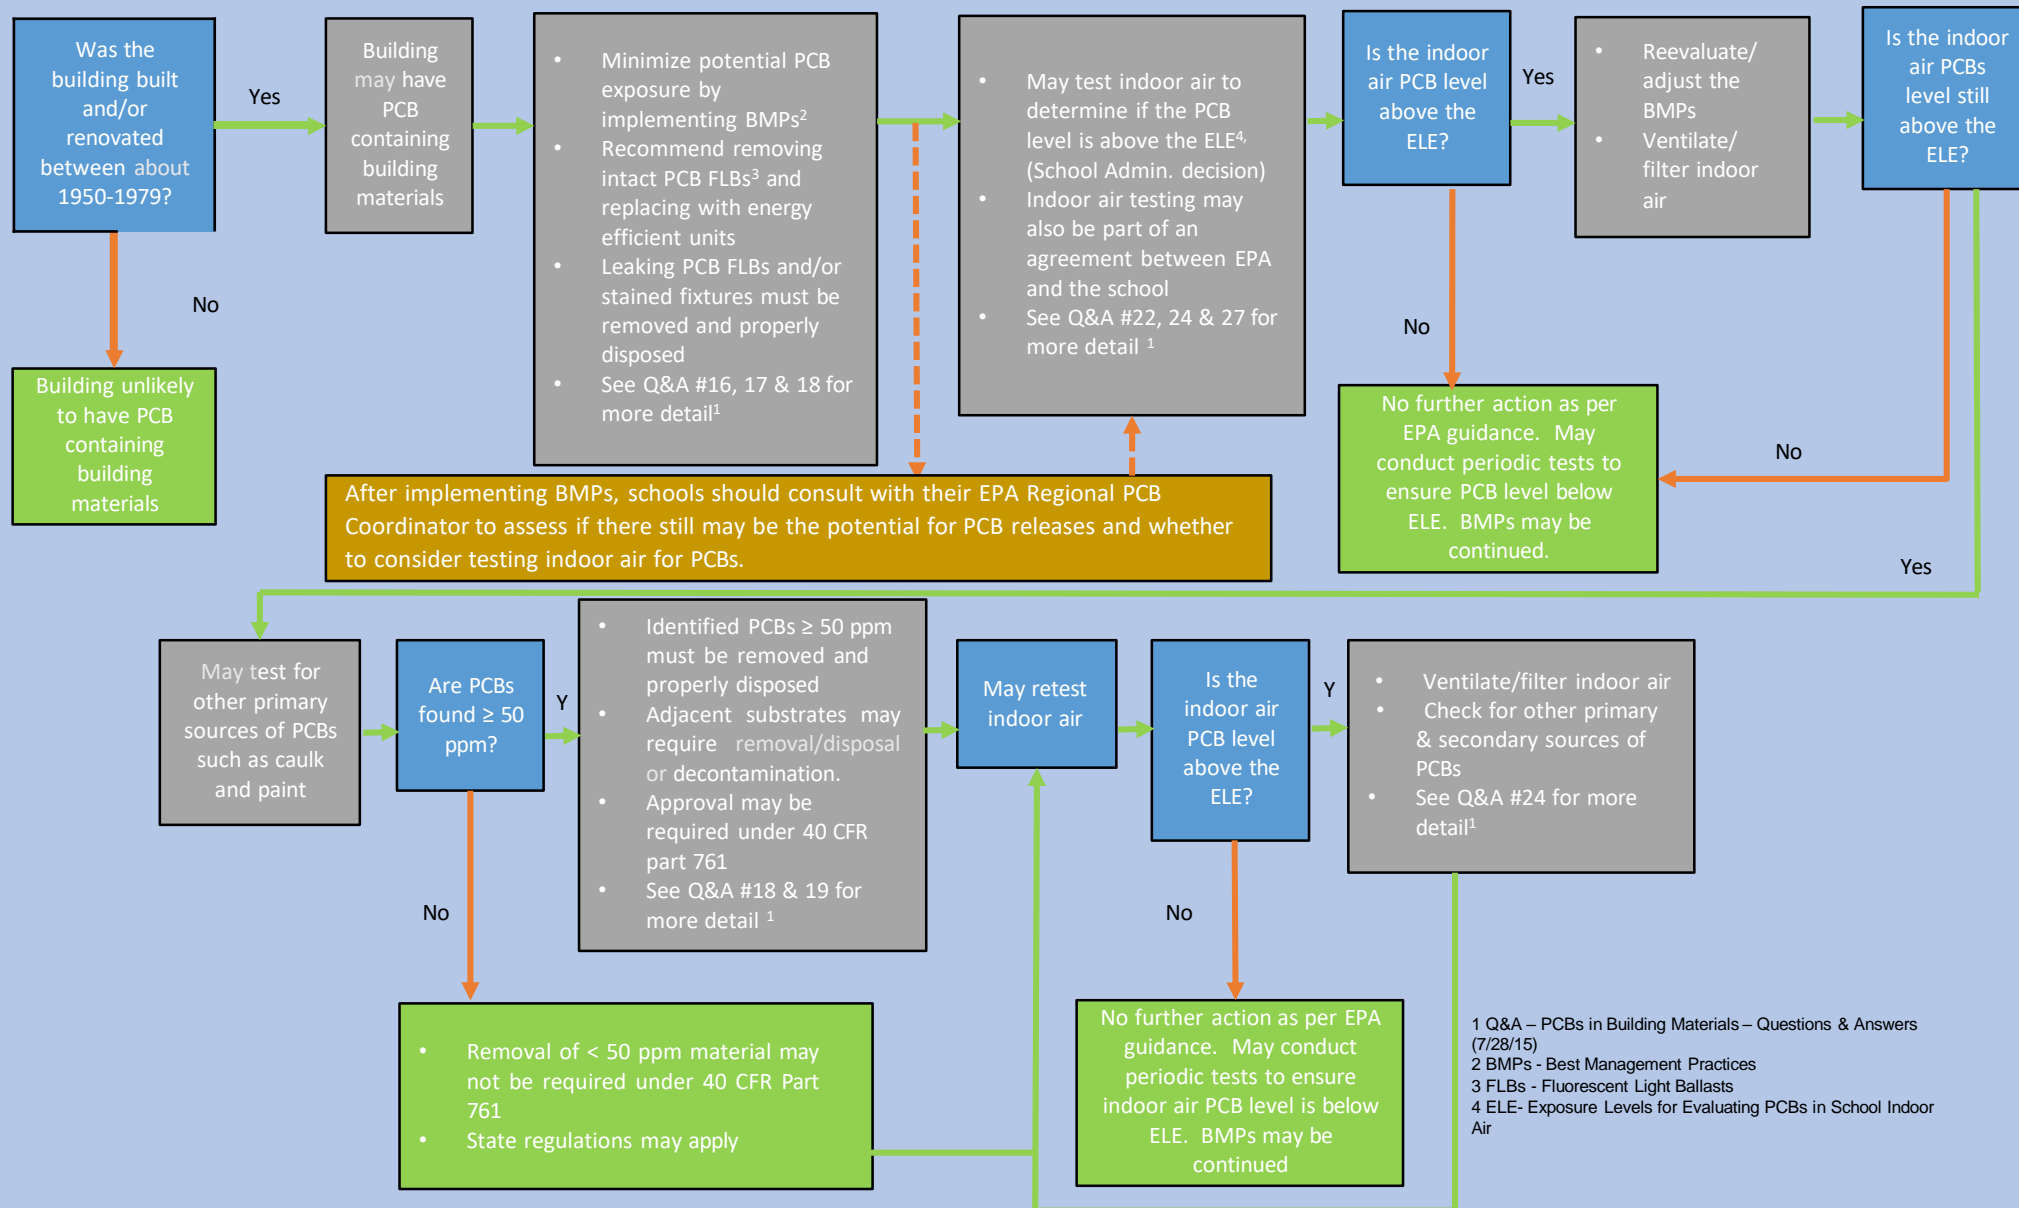 Was the
building built
and/or
renovated
between about
1950-1979?
Yes
No
Building unlikely
to have PCB
containing
building
materials
Building
may have
PCB
containing
building
materials
• Minimize potential PCB
exposure by
implementing BMPs²
• Recommend removing
intact PCB FLBs³ and
replacing with energy
efficient units
• Leaking PCB FLBs and/or
stained fixtures must be
removed and properly
disposed
• See Q&A #16, 17 & 18 for
more detail¹
• May test indoor air to
determine if the PCB
level is above the ELE⁴,
(School Admin. decision)
• Indoor air testing may
also be part of an
agreement between EPA
and the school
• See Q&A #22, 24 & 27 for
more detail ¹
After implementing BMPs, schools should consult with their EPA Regional PCB
Coordinator to assess if there still may be the potential for PCB releases and whether
to consider testing indoor air for PCBs.
Is the indoor
air PCB level
above the
ELE?
Yes
No
• Reevaluate/
adjust the
BMPs
• Ventilate/
filter indoor
air
Is the indoor
air PCBs
level still
above the
ELE?
No
Yes
No further action as per
EPA guidance. May
conduct periodic tests to
ensure PCB level below
ELE. BMPs may be
continued.
May test for
other primary
sources of PCBs
such as caulk
and paint
Are PCBs
found ≥ 50
ppm?
Y
No
• Identified PCBs ≥ 50 ppm
must be removed and
properly disposed
• Adjacent substrates may
require removal/disposal
or decontamination.
• Approval may be
required under 40 CFR
part 761
• See Q&A #18 & 19 for
more detail ¹
• Removal of < 50 ppm material may
not be required under 40 CFR Part
761
• State regulations may apply
May retest
indoor air
Is the
indoor air
PCB level
above the
ELE?
Y
No
• Ventilate/filter indoor air
• Check for other primary
& secondary sources of
PCBs
• See Q&A #24 for more
detail¹
No further action as per EPA
guidance. May conduct
periodic tests to ensure
indoor air PCB level is below
ELE. BMPs may be
continued
1 Q&A – PCBs in Building Materials – Questions & Answers
(7/28/15)
2 BMPs - Best Management Practices
3 FLBs - Fluorescent Light Ballasts
4 ELE- Exposure Levels for Evaluating PCBs in School Indoor
Air